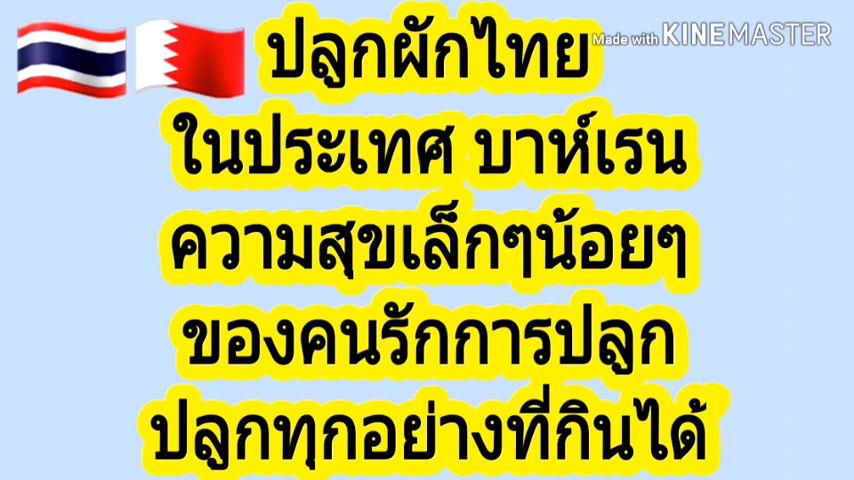 ปลูกผักไทย
Made with KINEMASTER
ในประเทศ บาห์เรน
ความสุขเล็กๆน้อยๆ
ของคนรักการปลูก
ปลูกทุกอย่างที่กินได้